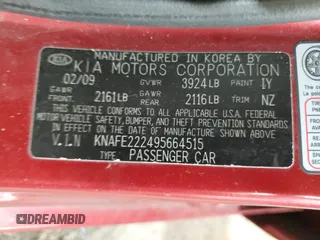 MANUFACTURED IN KOREA BY
KIA KIA MOTORS CORPORATION
02/09 GVWR 3924LB PAINT IY
GAWR FRONT 2161LB GAWR REAR 2116LB TRIM NZ
THIS VEHICLE CONFORMS TO ALL APPLICABLE U.S.A FEDERAL
MOTOR VEHICLE SAFETY, BUMPER, AND THEFT PREVENTION STANDARDS
IN EFFECT ON THE DATE OF MANUFACTURE SHOWN ABOVE.
V.I.N KNAFE222495664515
TYPE PASSENGER CAR
DREAMBID